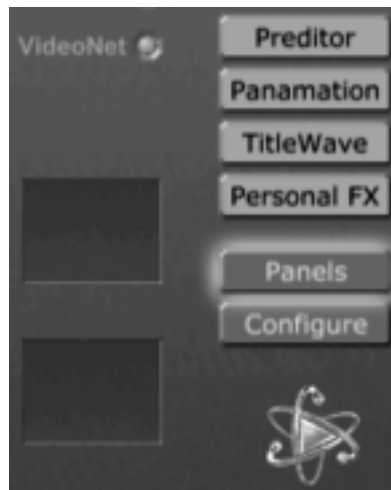 VideoNet
Preditor
Panamation
TitleWave
Personal FX
Panels
Configure